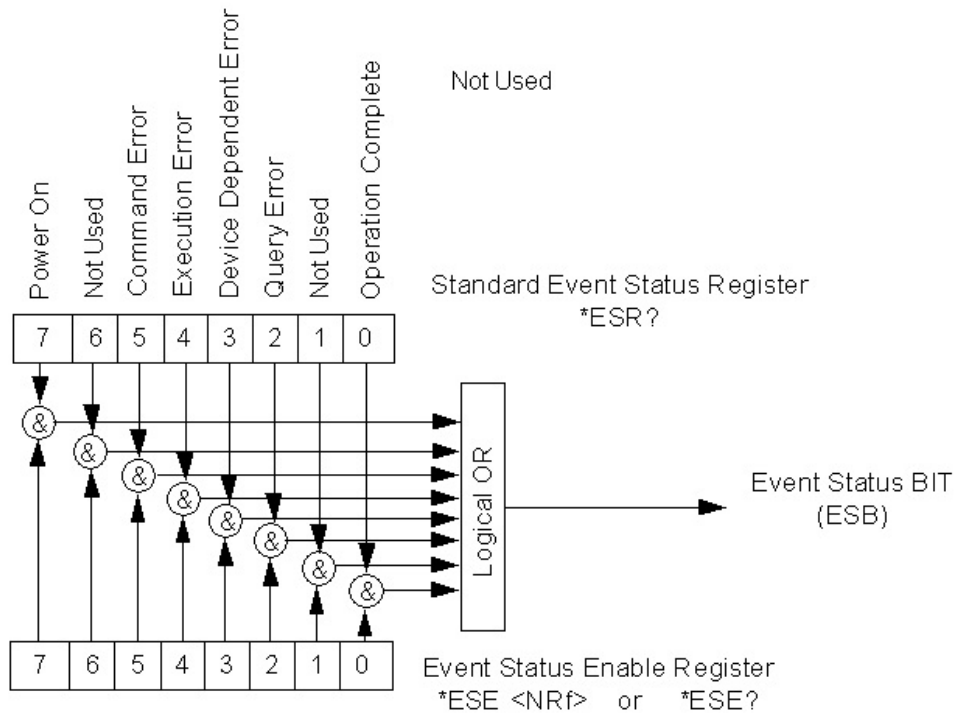 Not Used
Power On
Not Used
Command Error
Execution Error
Device Dependent Error
Query Error
Not Used
Operation Complete
Standard Event Status Register
*ESR?
7 6 5 4 3 2 1 0
&
&
&
&
&
&
&
&
Logical OR
Event Status BIT
(ESB)
7 6 5 4 3 2 1 0
Event Status Enable Register
*ESE <NRf> or *ESE?